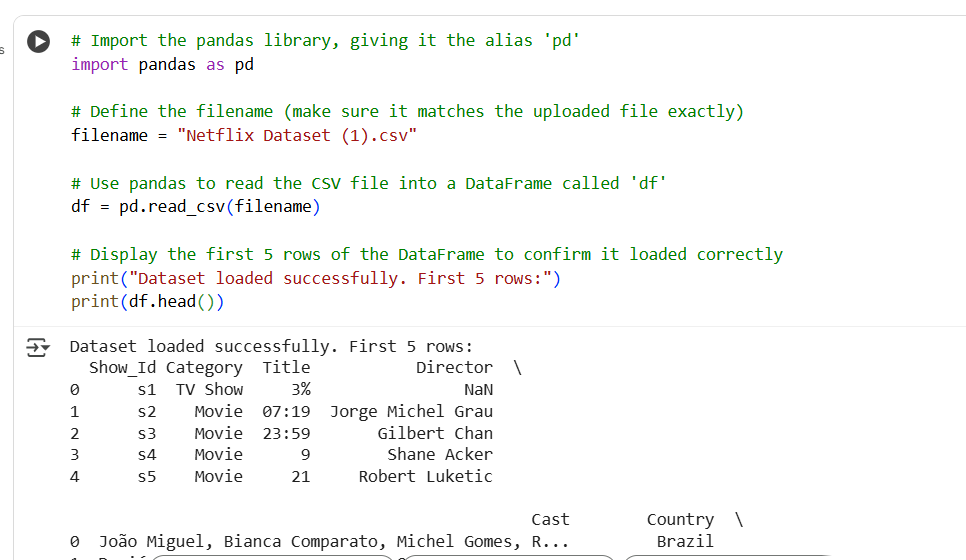 # Import the pandas library, giving it the alias 'pd'
import pandas as pd
# Define the filename (make sure it matches the uploaded file exactly)
filename = "Netflix Dataset (1).csv"
# Use pandas to read the CSV file into a DataFrame called 'df'
df = pd.read_csv(filename)
# Display the first 5 rows of the DataFrame to confirm it loaded correctly
print("Dataset loaded successfully. First 5 rows:")
print(df.head())
Dataset loaded successfully. First 5 rows:
  Show_Id Category  Title           Director  \
0      s1  TV Show     3%                NaN
1      s2    Movie  07:19  Jorge Michel Grau
2      s3    Movie  23:59       Gilbert Chan
3      s4    Movie      9        Shane Acker
4      s5    Movie     21     Robert Luketic
                                                Cast        Country  \
0  João Miguel, Bianca Comparato, Michel Gomes, R...         Brazil